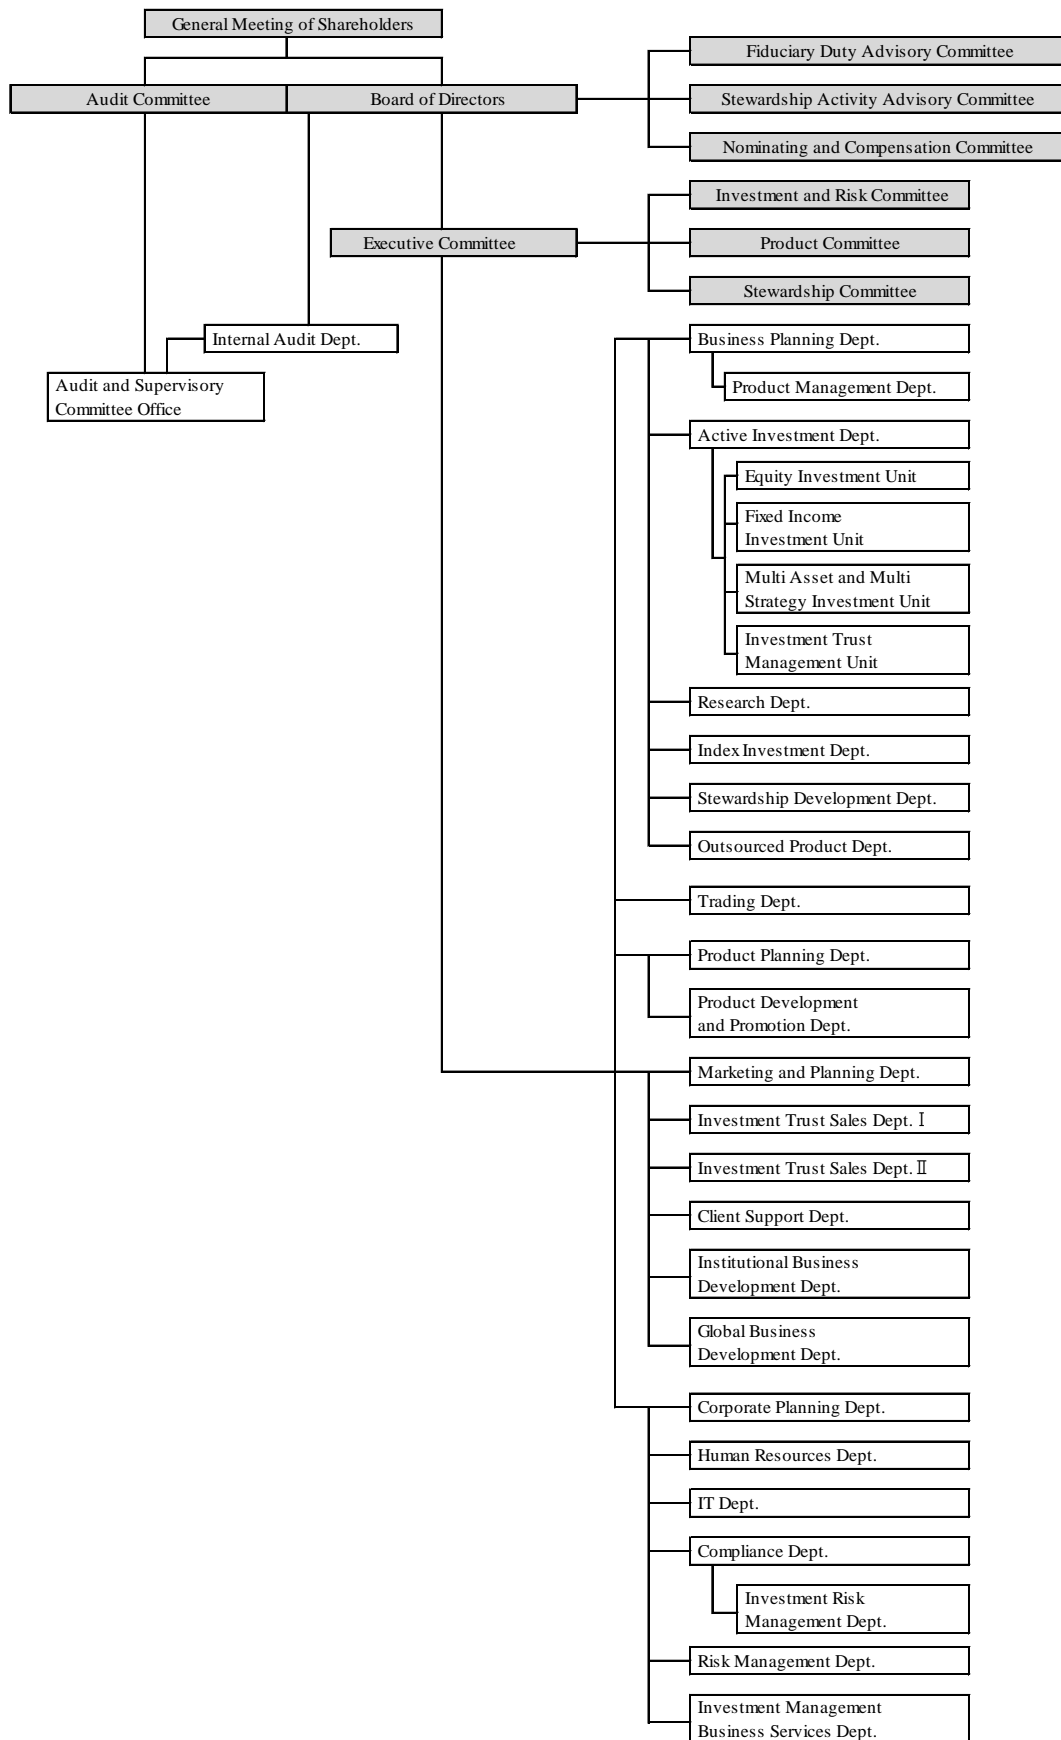 General Meeting of Shareholders
Fiduciary Duty Advisory Committee
Audit Committee
Board of Directors
Stewardship Activity Advisory Committee
Nominating and Compensation Committee
Investment and Risk Committee
Executive Committee
Product Committee
Stewardship Committee
Internal Audit Dept.
Business Planning Dept.
Audit and Supervisory
Committee Office
Product Management Dept.
Active Investment Dept.
Equity Investment Unit
Fixed Income
Investment Unit
Multi Asset and Multi
Strategy Investment Unit
Investment Trust
Management Unit
Research Dept.
Index Investment Dept.
Stewardship Development Dept.
Outsourced Product Dept.
Trading Dept.
Product Planning Dept.
Product Development
and Promotion Dept.
Marketing and Planning Dept.
Investment Trust Sales Dept. Ⅰ
Investment Trust Sales Dept. Ⅱ
Client Support Dept.
Institutional Business
Development Dept.
Global Business
Development Dept.
Corporate Planning Dept.
Human Resources Dept.
IT Dept.
Compliance Dept.
Investment Risk
Management Dept.
Risk Management Dept.
Investment Management
Business Services Dept.